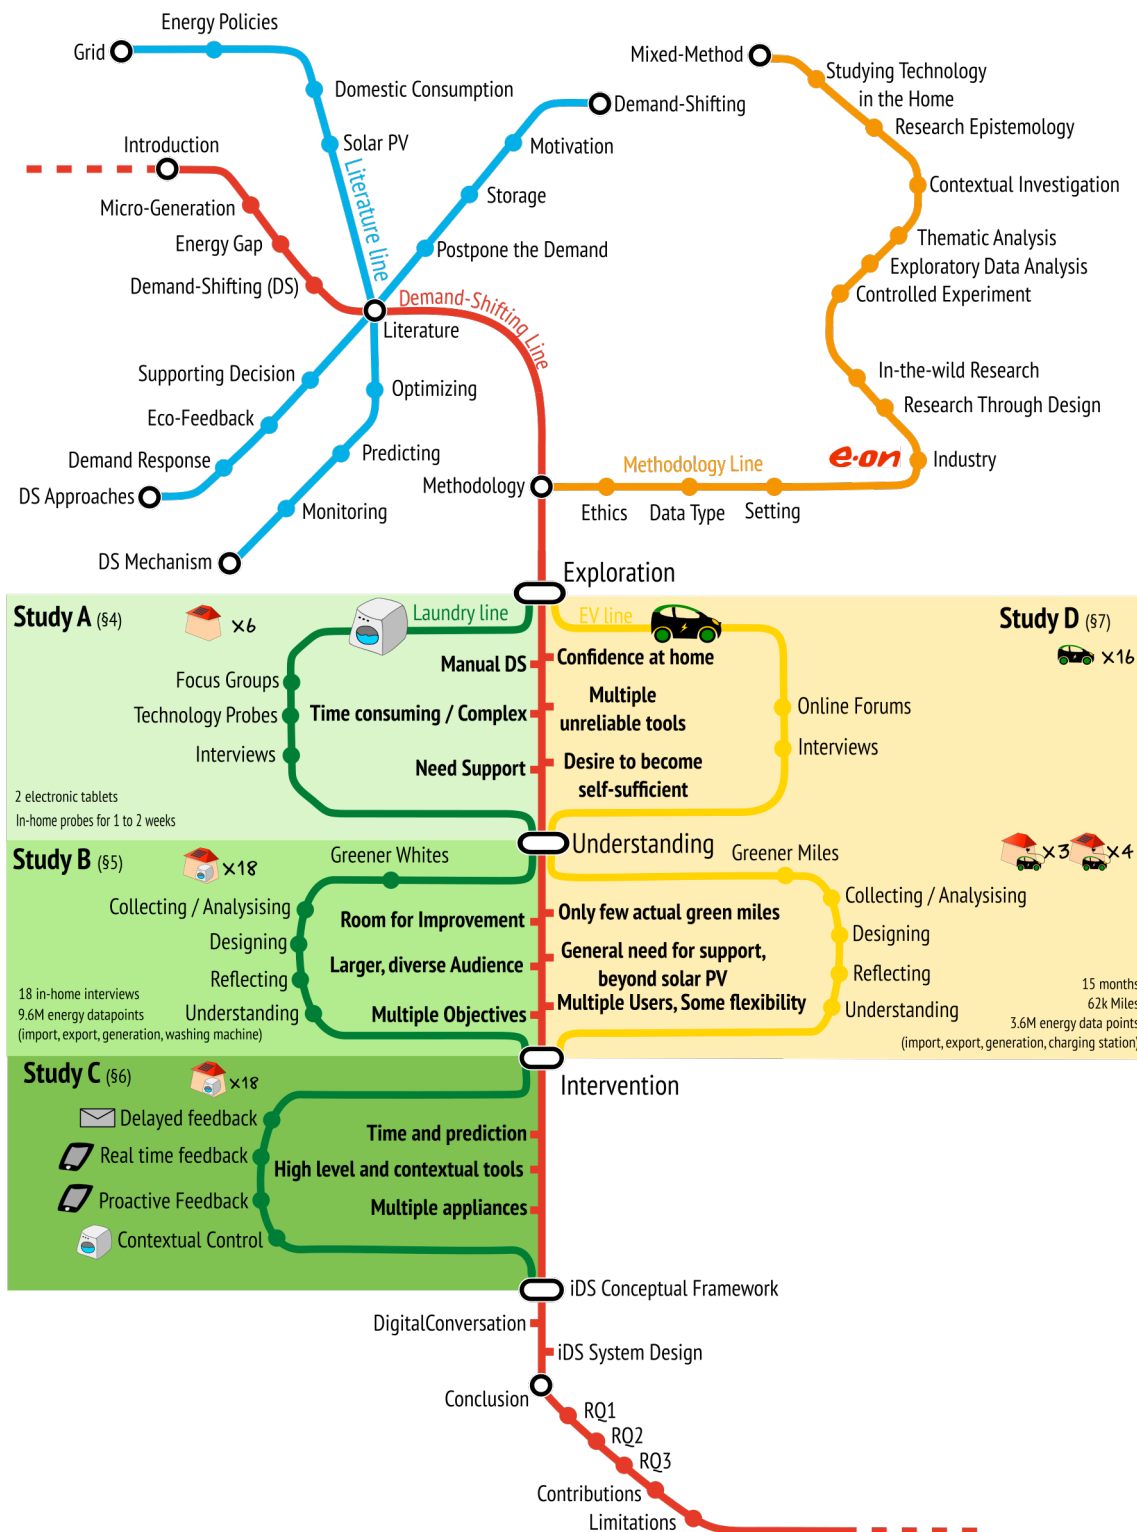 Energy Policies
Grid
Domestic Consumption
Solar PV
Literature line
Introduction
Micro-Generation
Energy Gap
Demand-Shifting (DS)
Demand-Shifting
Motivation
Storage
Postpone the Demand
Demand-Shifting Line
Literature
Supporting Decision
Eco-Feedback
Demand Response
DS Approaches
Optimizing
Predicting
Monitoring
DS Mechanism
Mixed-Method
Studying Technology
in the Home
Research Epistemology
Contextual Investigation
Thematic Analysis
Exploratory Data Analysis
Controlled Experiment
In-the-wild Research
Research Through Design
e·on
Industry
Methodology Line
Methodology
Ethics
Data Type
Setting
Exploration
Study A (§4)
x6
Laundry line
Focus Groups
Technology Probes
Interviews
2 electronic tablets
In-home probes for 1 to 2 weeks
Manual DS
Time consuming / Complex
Need Support
EV line
Study D (§7)
x16
Confidence at home
Multiple
unreliable tools
Desire to become
self-sufficient
Online Forums
Interviews
Understanding
Study B (§5)
x18
Greener Whites
Collecting / Analysising
Designing
Reflecting
Understanding
18 in-home interviews
9.6M energy datapoints
(import, export, generation, washing machine)
Room for Improvement
Larger, diverse Audience
Multiple Objectives
Greener Miles
x3
x4
Only few actual green miles
General need for support,
beyond solar PV
Multiple Users, Some flexibility
Collecting / Analysising
Designing
Reflecting
Understanding
15 months
62k Miles
3.6M energy data points
(import, export, generation, charging station)
Intervention
Study C (§6)
x18
Delayed feedback
Real time feedback
Proactive Feedback
Contextual Control
Time and prediction
High level and contextual tools
Multiple appliances
iDS Conceptual Framework
DigitalConversation
iDS System Design
Conclusion
RQ1
RQ2
RQ3
Contributions
Limitations